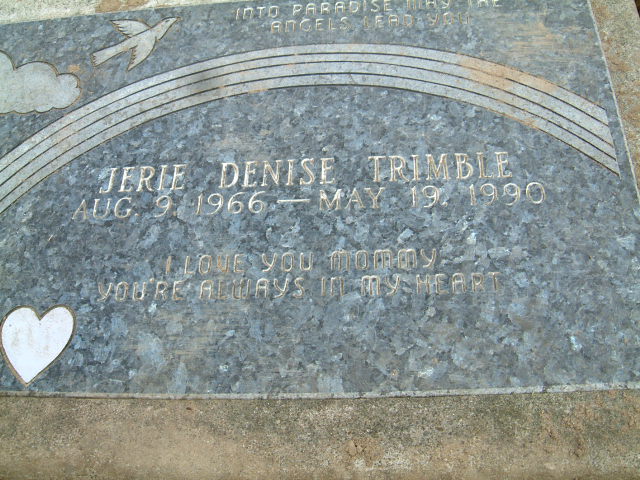 INTO PARADISE MAY THE
ANGELS LEAD YOU
JERIE DENISE TRIMBLE
AUG. 9, 1966 — MAY 19, 1990
I LOVE YOU MOMMY
YOU'RE ALWAYS IN MY HEART